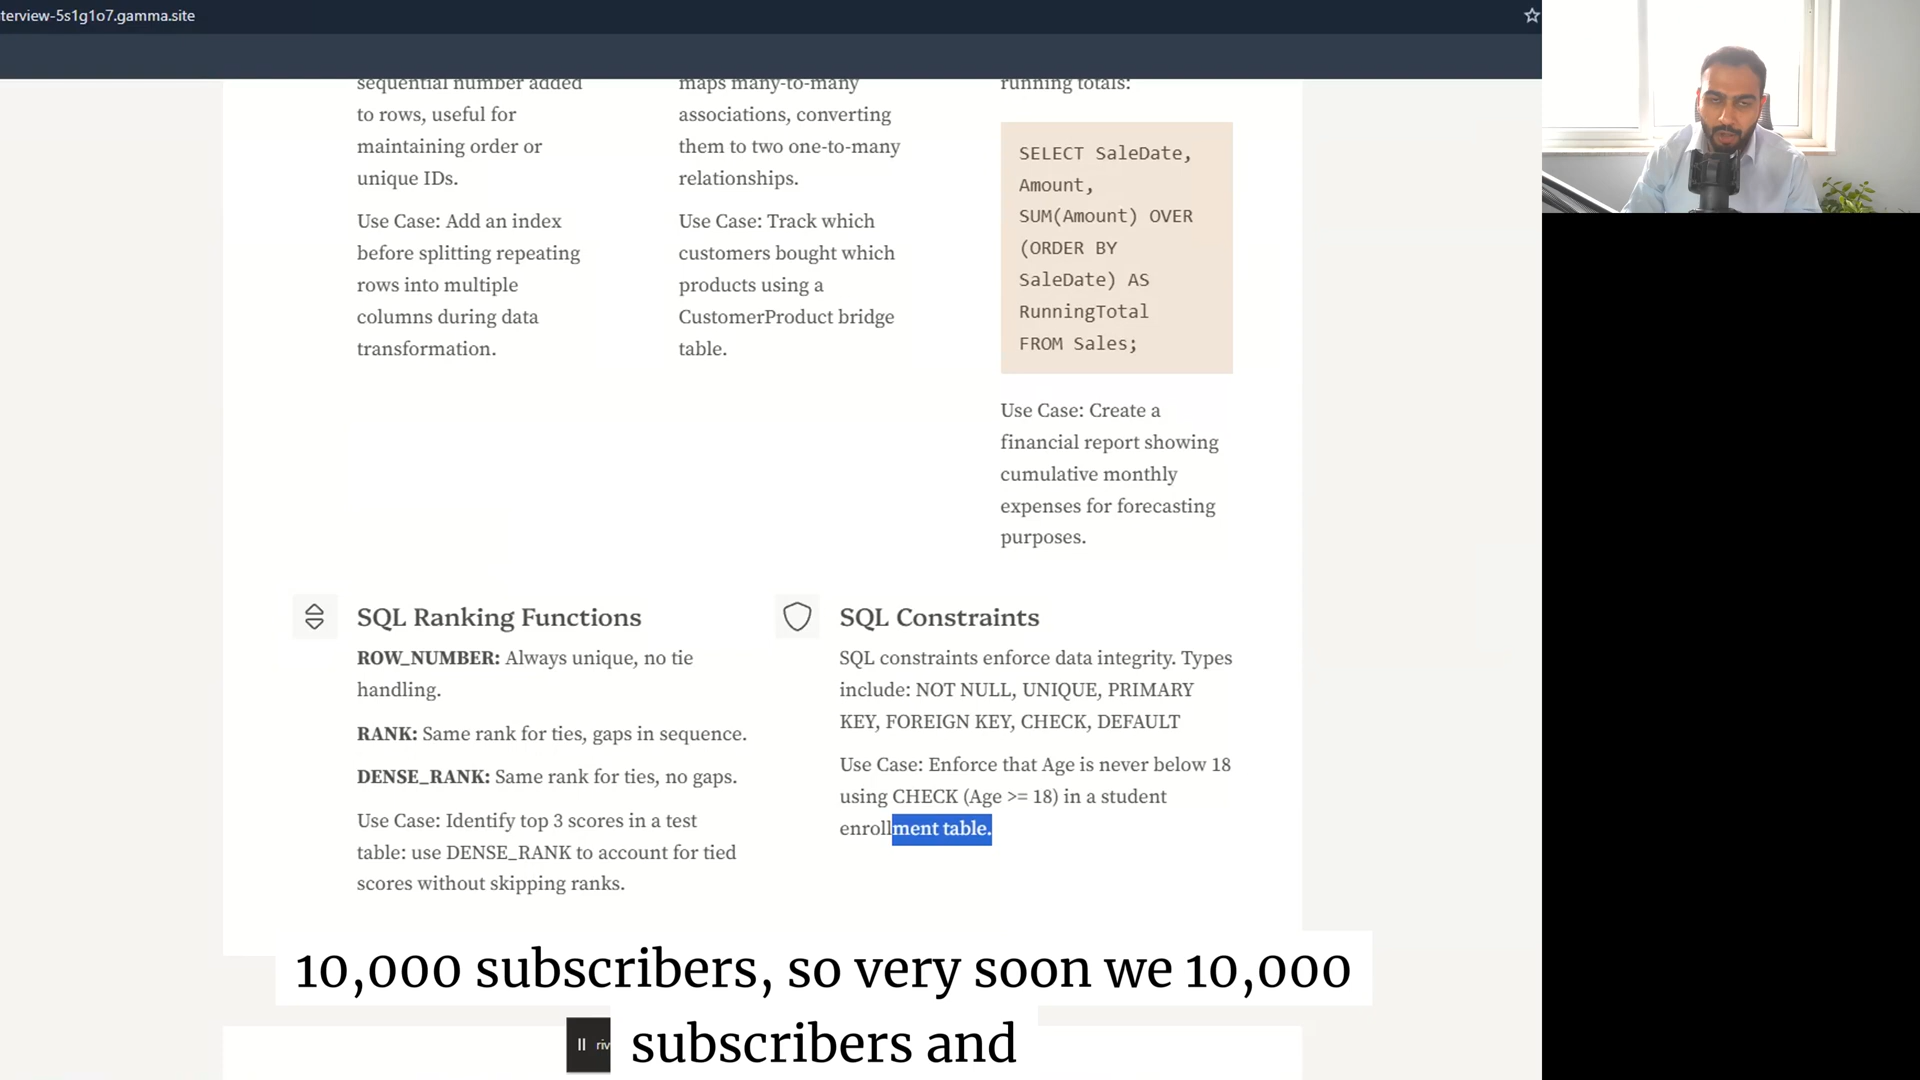 terview-5s1g1o7.gamma.site
sequential number added
to rows, useful for
maintaining order or
unique IDs.
Use Case: Add an index
before splitting repeating
rows into multiple
columns during data
transformation.
maps many-to-many
associations, converting
them to two one-to-many
relationships.
Use Case: Track which
customers bought which
products using a
CustomerProduct bridge
table.
running totals:
SELECT SaleDate,
Amount,
SUM(Amount) OVER
(ORDER BY
SaleDate) AS
RunningTotal
FROM Sales;
Use Case: Create a
financial report showing
cumulative monthly
expenses for forecasting
purposes.
SQL Ranking Functions
ROW_NUMBER: Always unique, no tie
handling.
RANK: Same rank for ties, gaps in sequence.
DENSE_RANK: Same rank for ties, no gaps.
Use Case: Identify top 3 scores in a test
table: use DENSE_RANK to account for tied
scores without skipping ranks.
SQL Constraints
SQL constraints enforce data integrity. Types
include: NOT NULL, UNIQUE, PRIMARY
KEY, FOREIGN KEY, CHECK, DEFAULT
Use Case: Enforce that Age is never below 18
using CHECK (Age >= 18) in a student
enrollment table.
10,000 subscribers, so very soon we 10,000
subscribers and